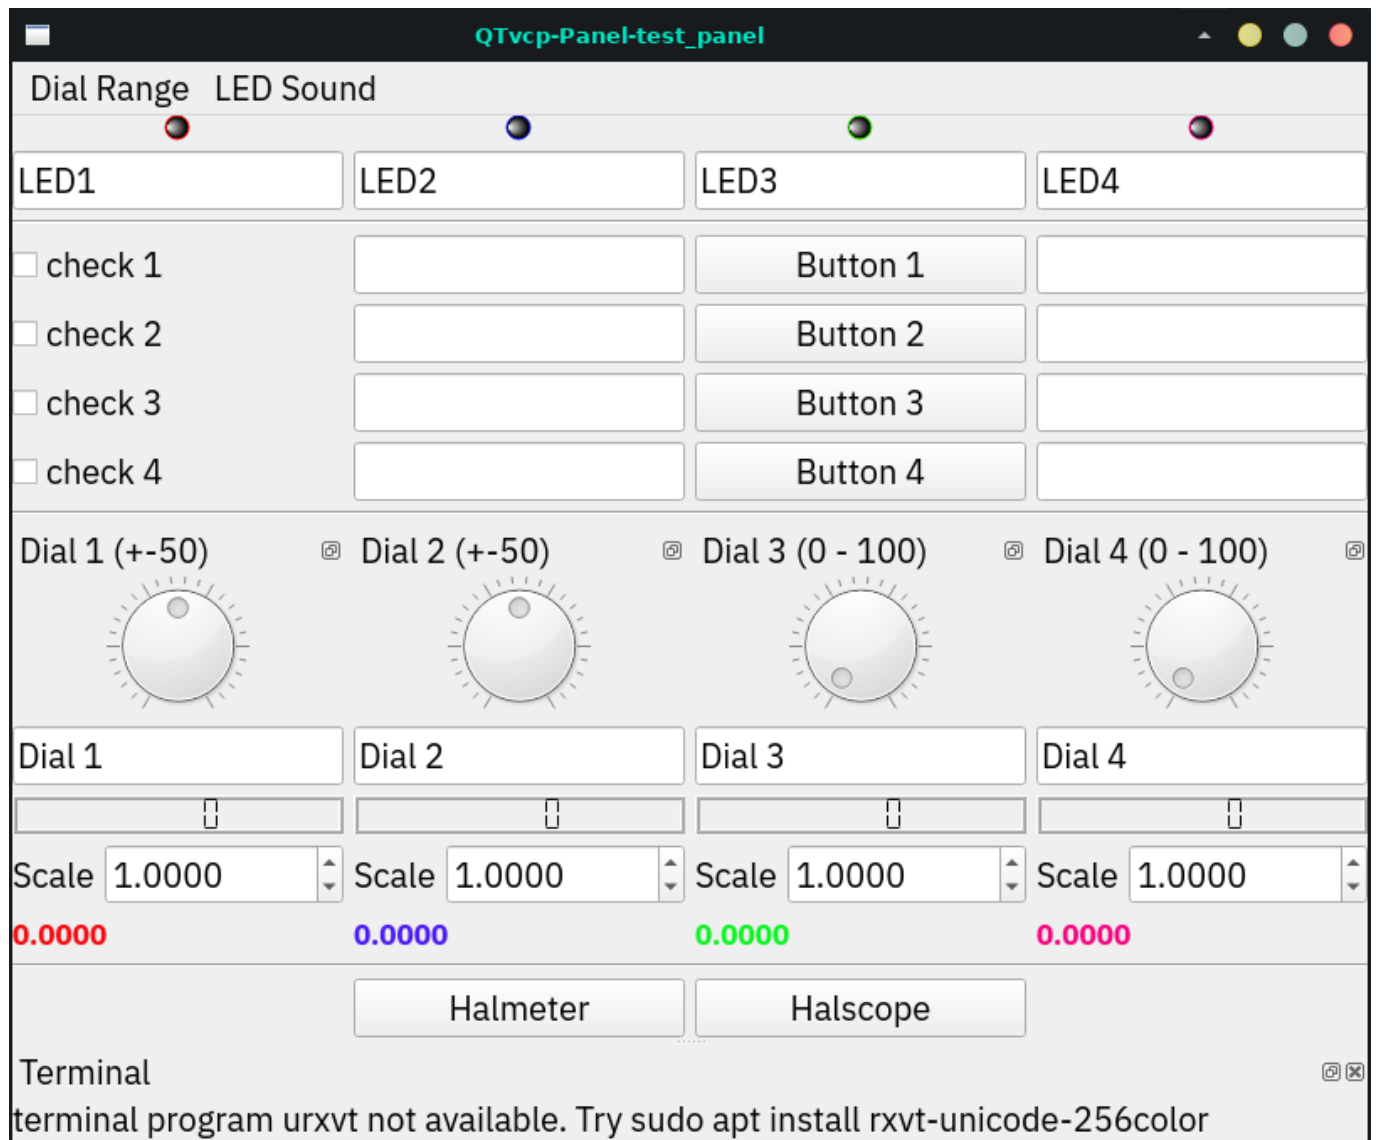 QTvcp-Panel-test_panel
Dial Range LED Sound
LED1 LED2 LED3 LED4
check 1 Button 1
check 2 Button 2
check 3 Button 3
check 4 Button 4
Dial 1 (+-50) Dial 2 (+-50) Dial 3 (0 - 100) Dial 4 (0 - 100)
Dial 1 Dial 2 Dial 3 Dial 4
0 0 0 0
Scale 1.0000 Scale 1.0000 Scale 1.0000 Scale 1.0000
0.0000 0.0000 0.0000 0.0000
Halmeter Halscope
Terminal
terminal program urxvt not available. Try sudo apt install rxvt-unicode-256color